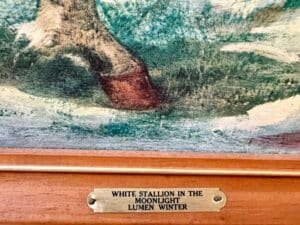 WHITE STALLION IN THE
MOONLIGHT
LUMEN WINTER